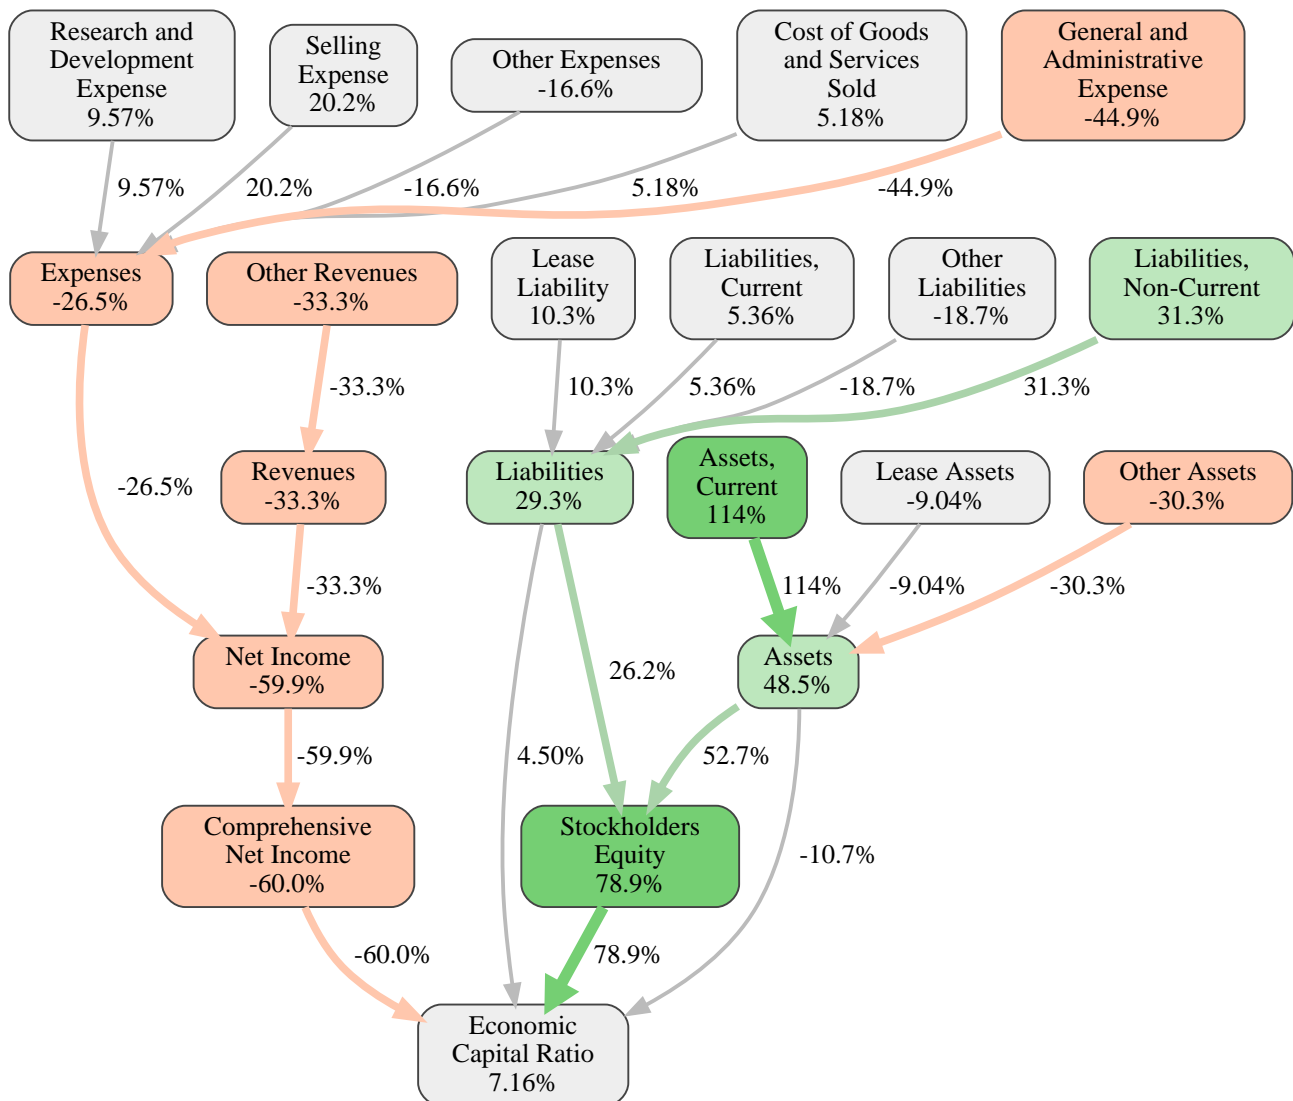 Research and
Development
Expense
9.57%
Selling
Expense
20.2%
Other Expenses
-16.6%
Cost of Goods
and Services
Sold
5.18%
General and
Administrative
Expense
-44.9%
9.57%
20.2%
-16.6%
5.18%
-44.9%
Expenses
-26.5%
Other Revenues
-33.3%
Lease
Liability
10.3%
Liabilities,
Current
5.36%
Other
Liabilities
-18.7%
Liabilities,
Non-Current
31.3%
-33.3%
10.3%
5.36%
-18.7%
31.3%
-26.5%
Revenues
-33.3%
Liabilities
29.3%
Assets,
Current
114%
Lease Assets
-9.04%
Other Assets
-30.3%
-33.3%
114%
-9.04%
-30.3%
Net Income
-59.9%
26.2%
Assets
48.5%
-59.9%
4.50%
52.7%
Comprehensive
Net Income
-60.0%
Stockholders
Equity
78.9%
-10.7%
-60.0%
78.9%
Economic
Capital Ratio
7.16%